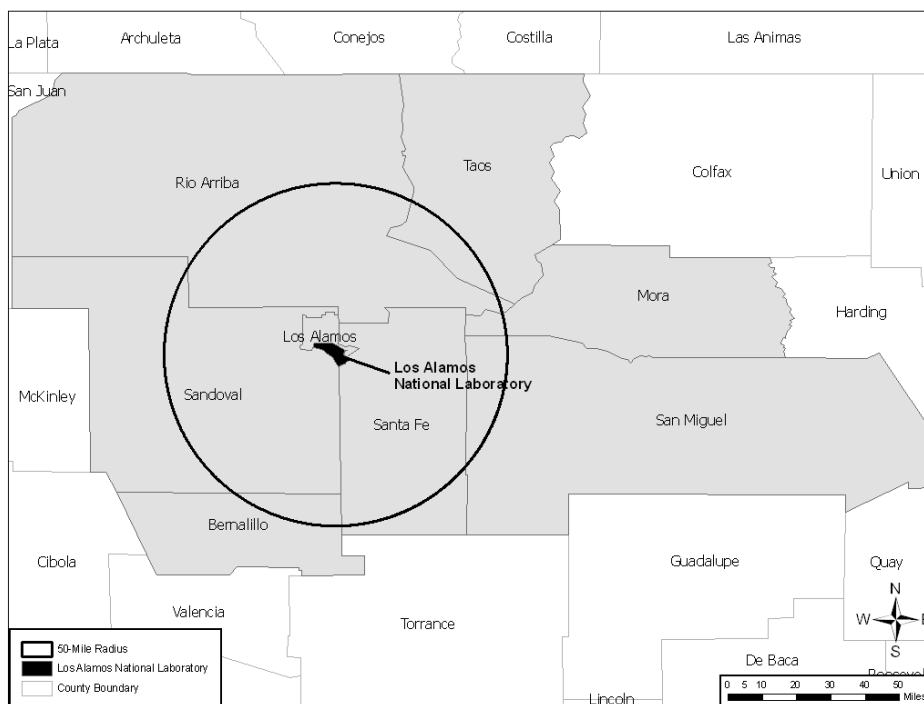 La Plata
Archuleta
Conejos
Costilla
Las Animas
San Juan
Rio Arriba
Taos
Colfax
Union
Mora
Harding
Los Alamos
Los Alamos
National Laboratory
McKinley
Sandoval
Santa Fe
San Miguel
Bernalillo
Cibola
Guadalupe
Quay
N
W
E
S
Valencia
Torrance
De Baca
Lincoln
50-Mile Radius
Los Alamos National Laboratory
County Boundary
0 5 10 20 30 40 50
Miles